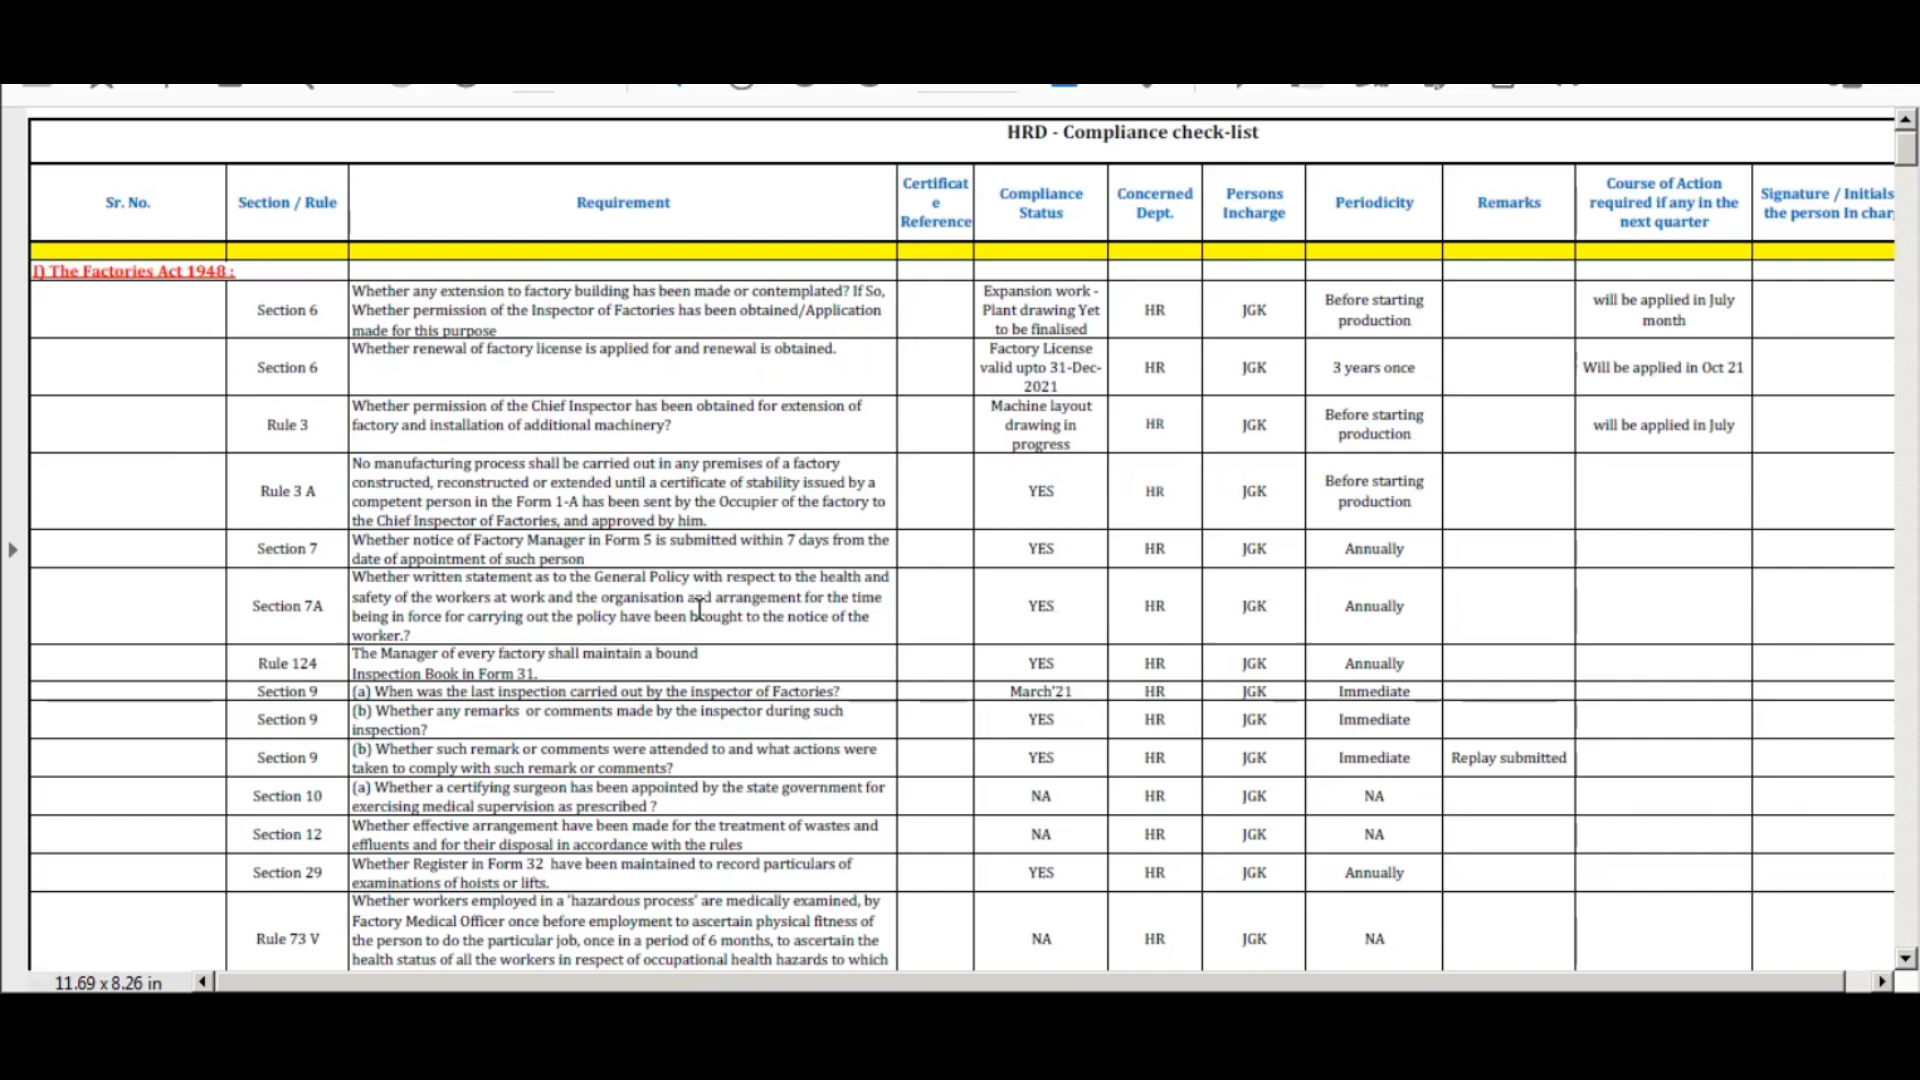 HRD - Compliance check-list
Sr. No.
Section / Rule
Requirement
Certificat
e
Reference
Compliance
Status
Concerned
Dept.
Persons
Incharge
Periodicity
Remarks
Course of Action
required if any in the
next quarter
Signature / Initials
the person In char
I) The Factories Act 1948 :
Section 6
Whether any extension to factory building has been made or contemplated? If So,
Whether permission of the Inspector of Factories has been obtained/Application
made for this purpose
Expansion work -
Plant drawing Yet
to be finalised
HR
JGK
Before starting
production
will be applied in July
month
Section 6
Whether renewal of factory license is applied for and renewal is obtained.
Factory License
valid upto 31-Dec-
2021
HR
JGK
3 years once
Will be applied in Oct 21
Rule 3
Whether permission of the Chief Inspector has been obtained for extension of
factory and installation of additional machinery?
Machine layout
drawing in
progress
HR
JGK
Before starting
production
will be applied in July
Rule 3 A
No manufacturing process shall be carried out in any premises of a factory
constructed, reconstructed or extended until a certificate of stability issued by a
competent person in the Form 1-A has been sent by the Occupier of the factory to
the Chief Inspector of Factories, and approved by him.
YES
HR
JGK
Before starting
production
Section 7
Whether notice of Factory Manager in Form 5 is submitted within 7 days from the
date of appointment of such person
YES
HR
JGK
Annually
Section 7A
Whether written statement as to the General Policy with respect to the health and
safety of the workers at work and the organisation and arrangement for the time
being in force for carrying out the policy have been brought to the notice of the
worker.?
YES
HR
JGK
Annually
Rule 124
The Manager of every factory shall maintain a bound
Inspection Book in Form 31.
YES
HR
JGK
Annually
Section 9
(a) When was the last inspection carried out by the inspector of Factories?
March'21
HR
JGK
Immediate
Section 9
(b) Whether any remarks or comments made by the inspector during such
inspection?
YES
HR
JGK
Immediate
Section 9
(b) Whether such remark or comments were attended to and what actions were
taken to comply with such remark or comments?
YES
HR
JGK
Immediate
Replay submitted
Section 10
(a) Whether a certifying surgeon has been appointed by the state government for
exercising medical supervision as prescribed ?
NA
HR
JGK
NA
Section 12
Whether effective arrangement have been made for the treatment of wastes and
effluents and for their disposal in accordance with the rules
NA
HR
JGK
NA
Section 29
Whether Register in Form 32 have been maintained to record particulars of
examinations of hoists or lifts.
YES
HR
JGK
Annually
Rule 73 V
Whether workers employed in a 'hazardous process' are medically examined, by
Factory Medical Officer once before employment to ascertain physical fitness of
the person to do the particular job, once in a period of 6 months, to ascertain the
health status of all the workers in respect of occupational health hazards to which
NA
HR
JGK
NA
11.69 x 8.26 in